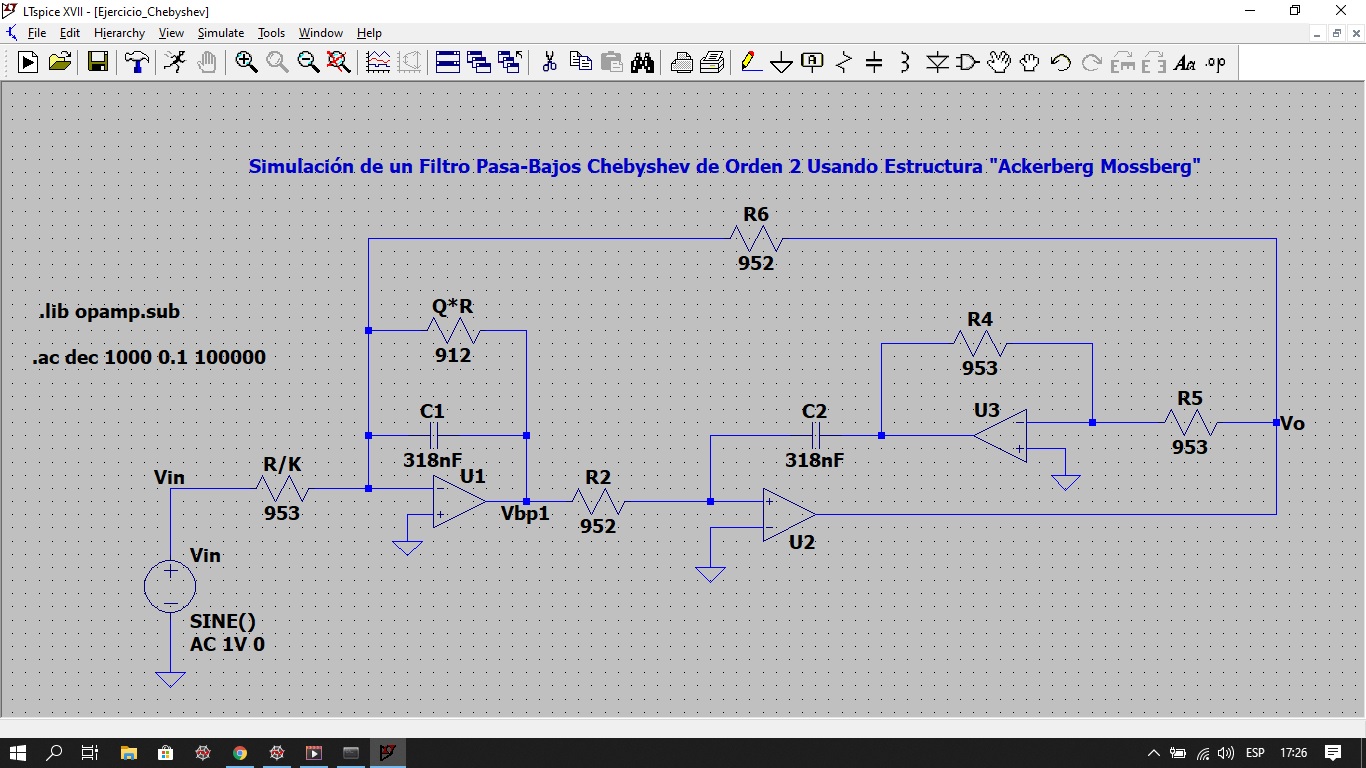 LTspice XVII - [Ejercicio_Chebyshev]
File Edit Hierarchy View Simulate Tools Window Help
Simulación de un Filtro Pasa-Bajos Chebyshev de Orden 2 Usando Estructura "Ackerberg Mossberg"
R6
952
.lib opamp.sub
.ac dec 1000 0.1 100000
Q*R
912
R4
953
C1
318nF
C2
318nF
U3
R5
953
Vo
Vin
R/K
953
U1
Vbp1
R2
952
U2
Vin
SINE()
AC 1V 0
ESP 17:26